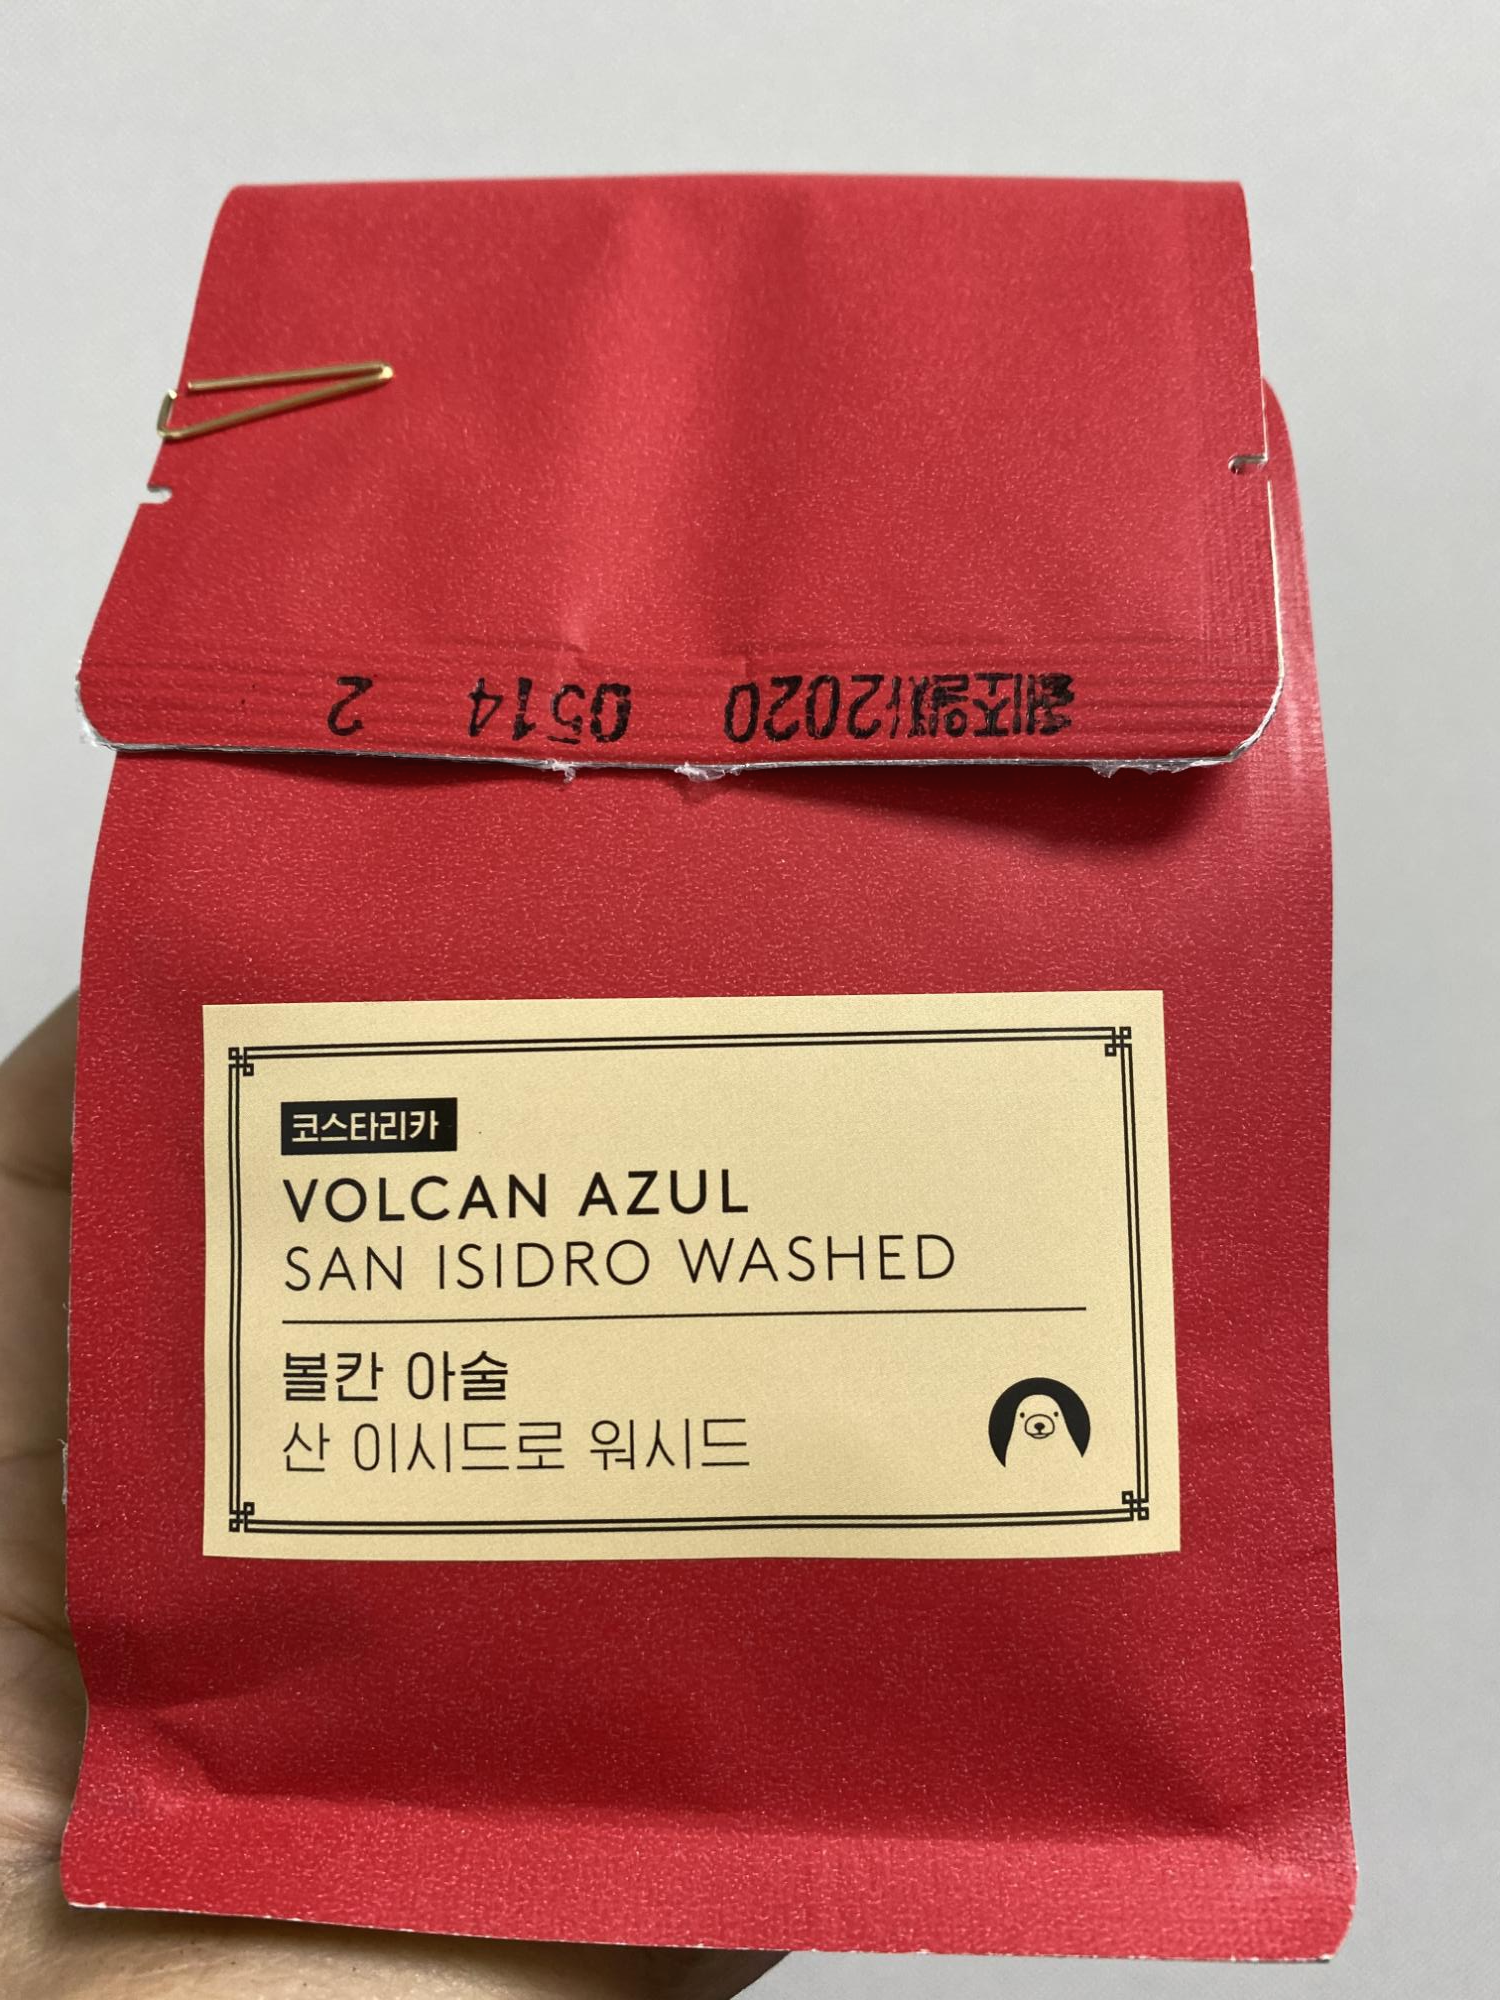 제조일자2020 0514 2
코스타리카
VOLCAN AZUL
SAN ISIDRO WASHED
볼칸 아술
산 이시드로 워시드